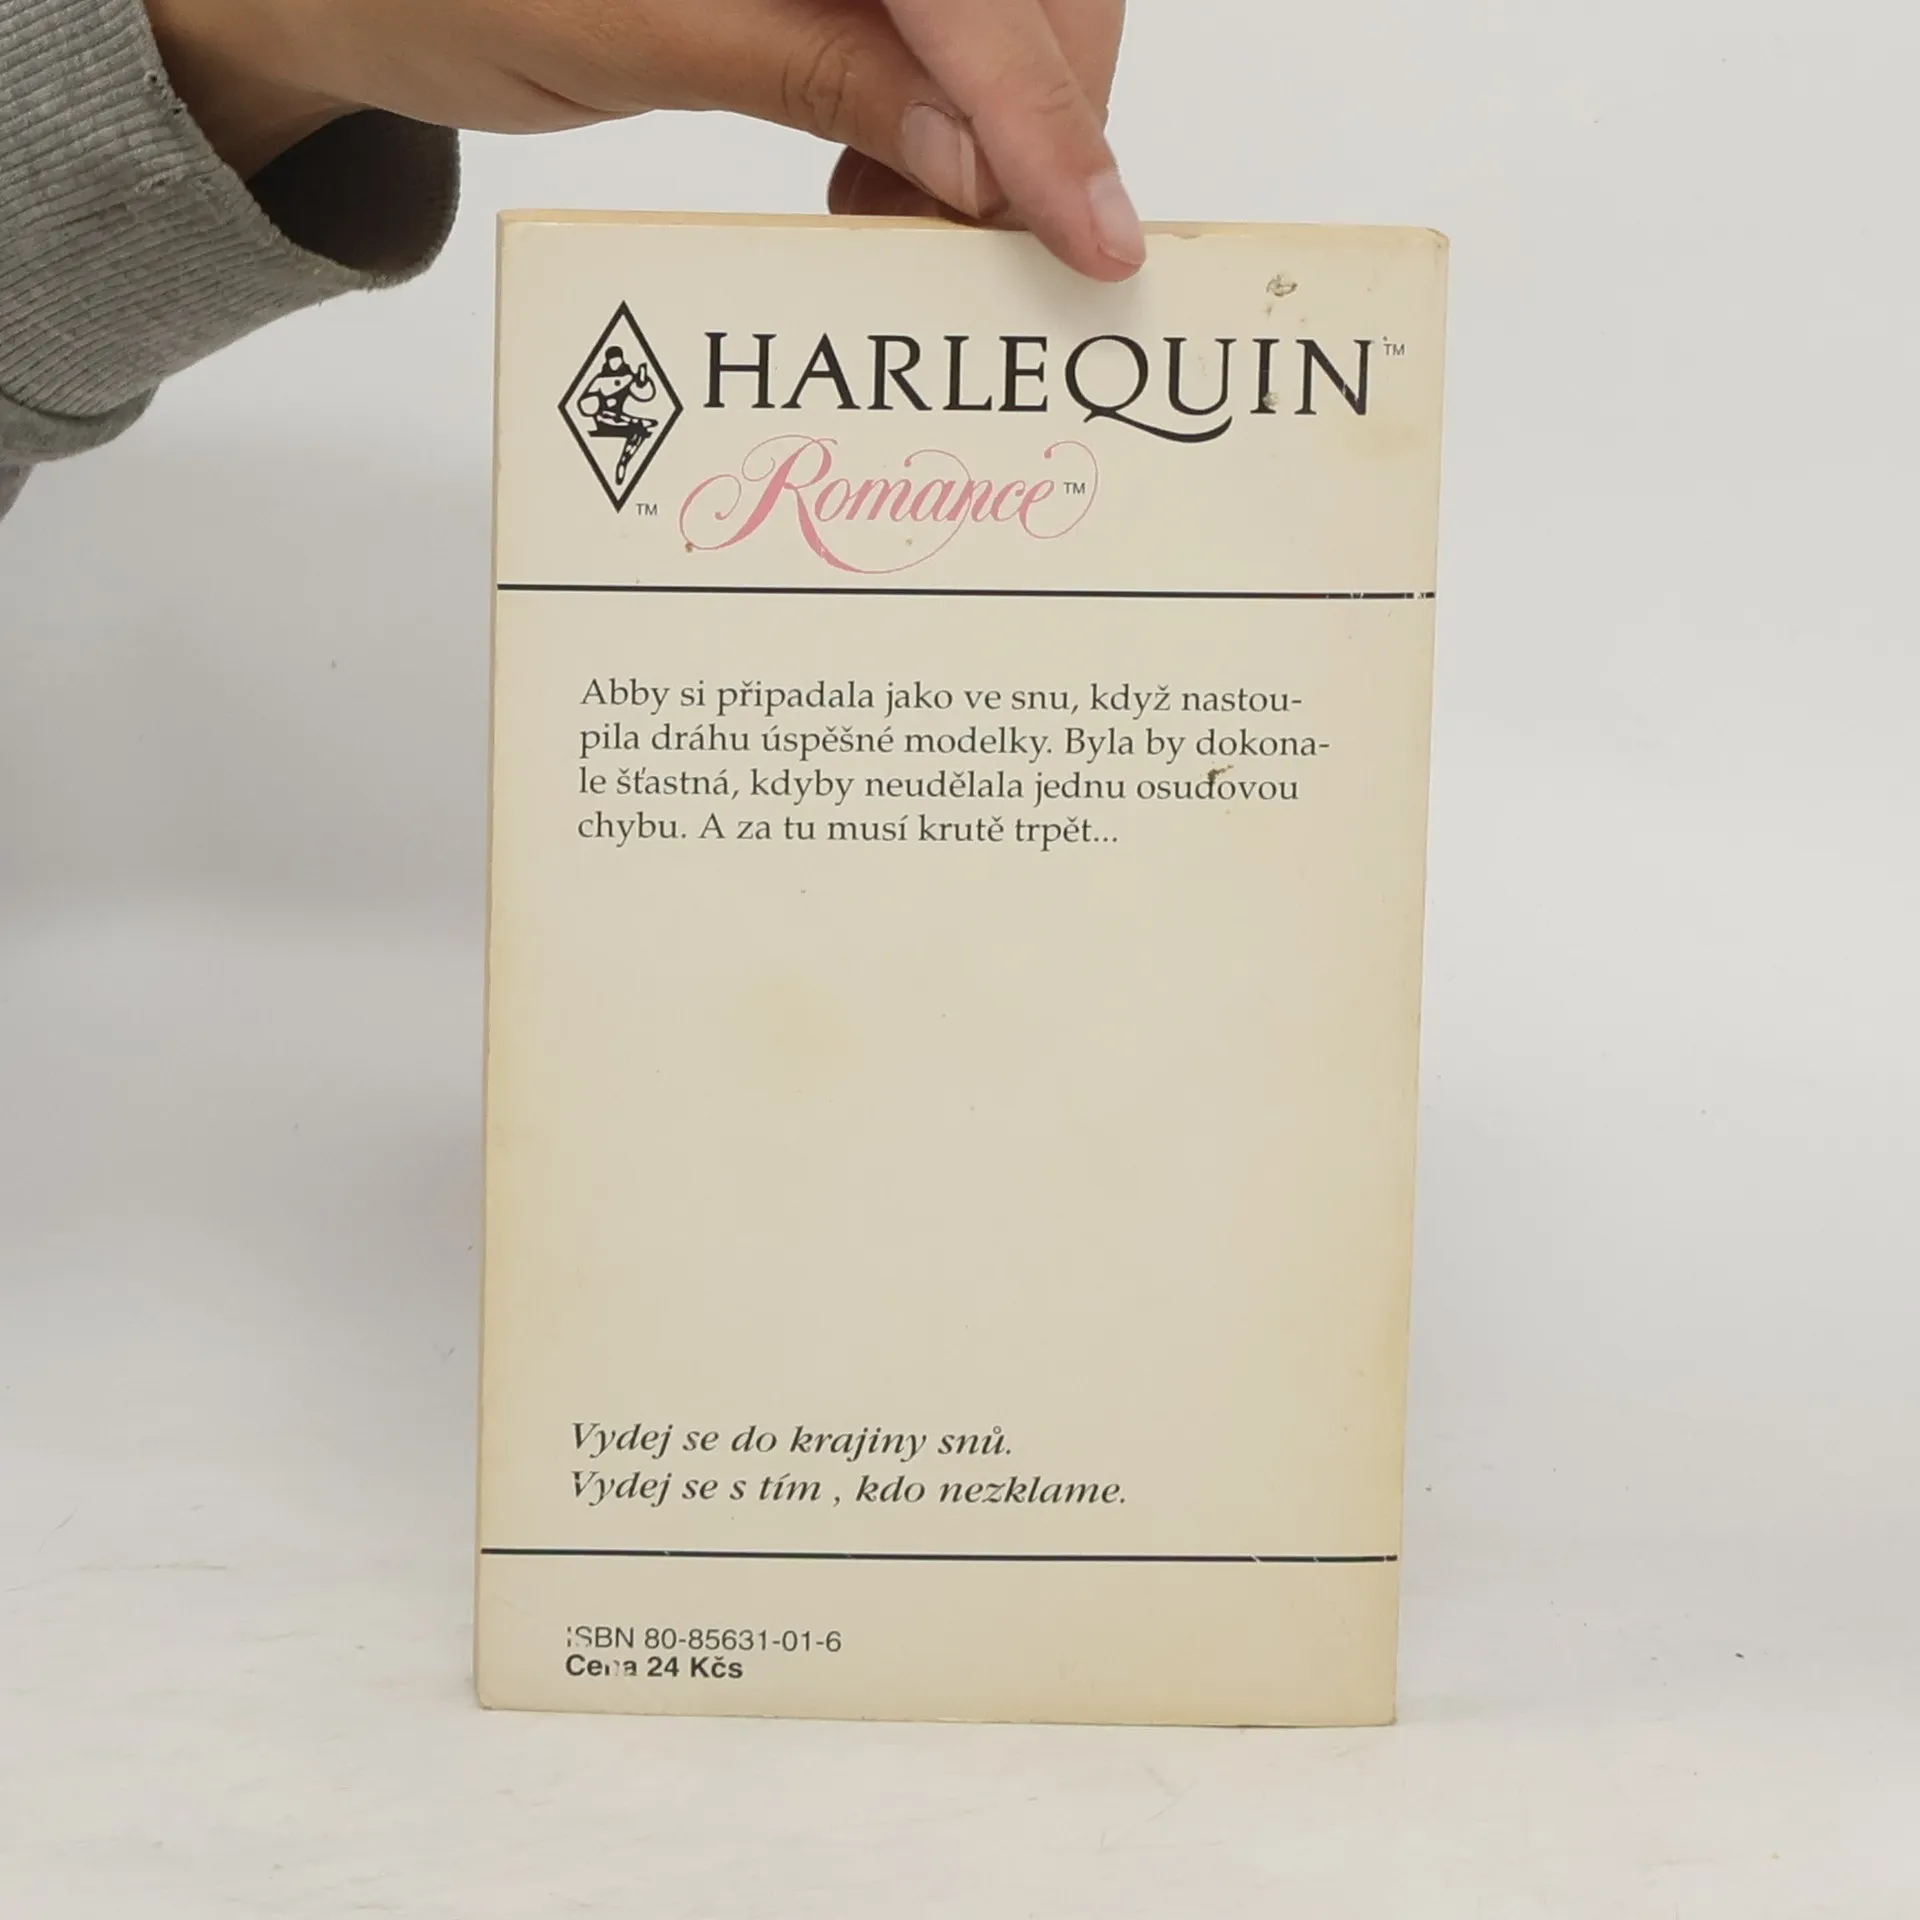 HARLEQUIN™
Romance™
™
Abby si připadala jako ve snu, když nastou-
pila dráhu úspěšné modelky. Byla by dokona-
le šťastná, kdyby neudělala jednu osudovou
chybu. A za tu musí krutě trpět...
Vydej se do krajiny snů.
Vydej se s tím , kdo nezklame.
ISBN 80-85631-01-6
Cena 24 Kčs